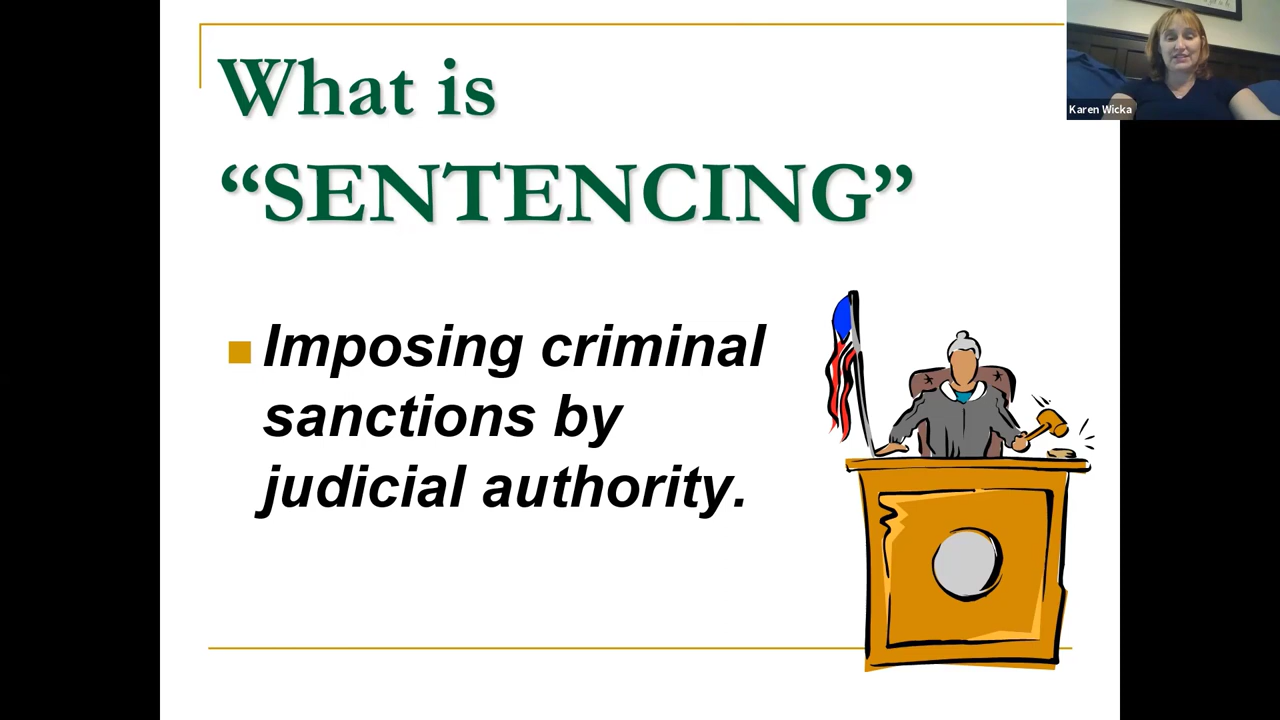 What is
“SENTENCING”
Imposing criminal
sanctions by
judicial authority.
Karen Wicka